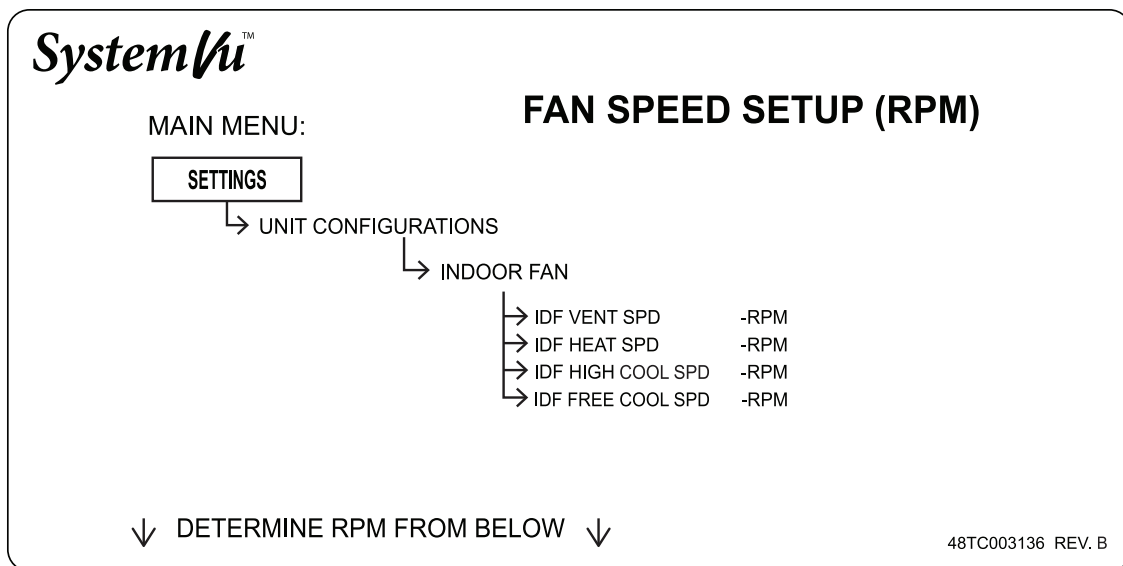 SystemVu™
FAN SPEED SETUP (RPM)
MAIN MENU:
SETTINGS
UNIT CONFIGURATIONS
INDOOR FAN
IDF VENT SPD -RPM
IDF HEAT SPD -RPM
IDF HIGH COOL SPD -RPM
IDF FREE COOL SPD -RPM
DETERMINE RPM FROM BELOW
48TC003136 REV. B